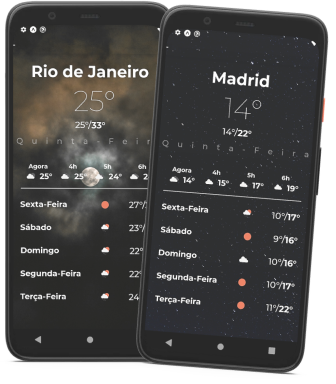 Rio de Janeiro
25°
25°/33°
Quinta-Feir
Agora 4h 5h 6h
25° 25° 24° 2
Sexta-Feira 27°/
Sábado 23°/
Domingo 22°
Segunda-Feira 22°
Terça-Feira 24
Madrid
14°
14°/22°
Quinta-Feira
Agora 4h 5h 6h
14° 15° 17° 19°
Sexta-Feira 10°/17°
Sábado 9°/16°
Domingo 10°/16°
Segunda-Feira 10°/17°
Terça-Feira 11°/22°